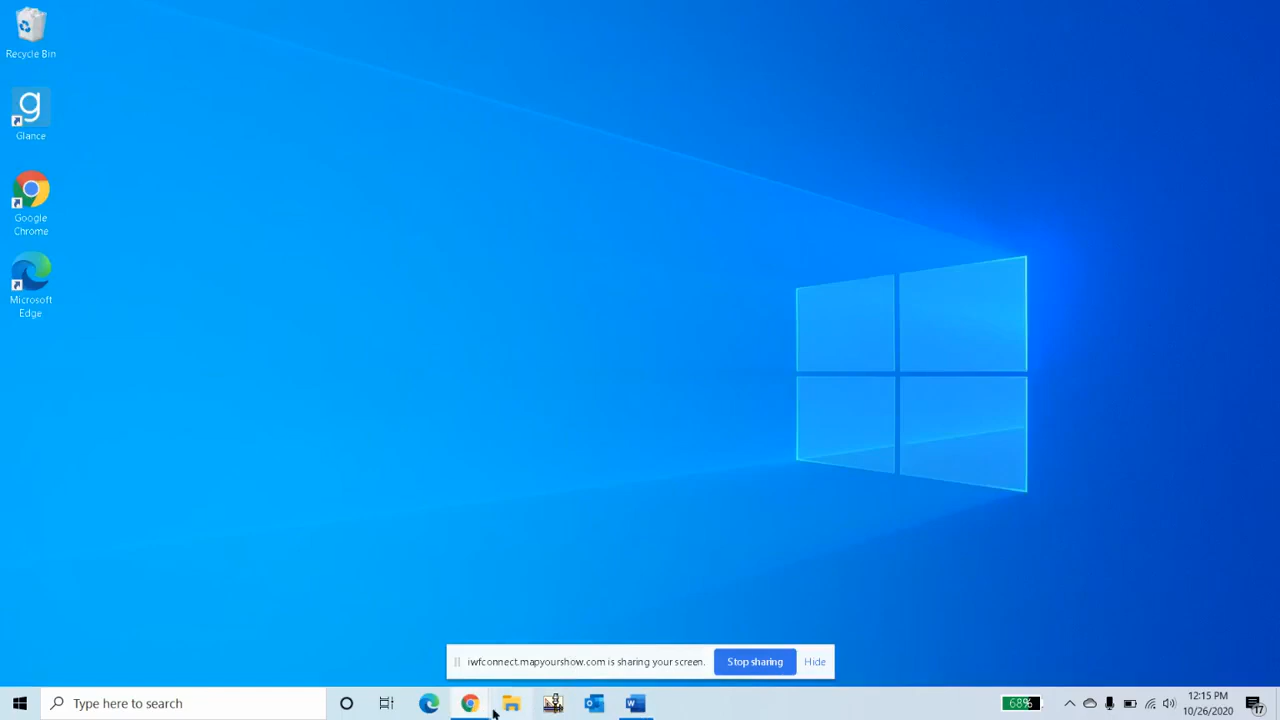 Recycle Bin
g
Glance
Google
Chrome
Microsoft
Edge
iwfconnect.mapyourshow.com is sharing your screen.
Stop sharing
Hide
Type here to search
W
68%
12:15 PM
10/26/2020
17